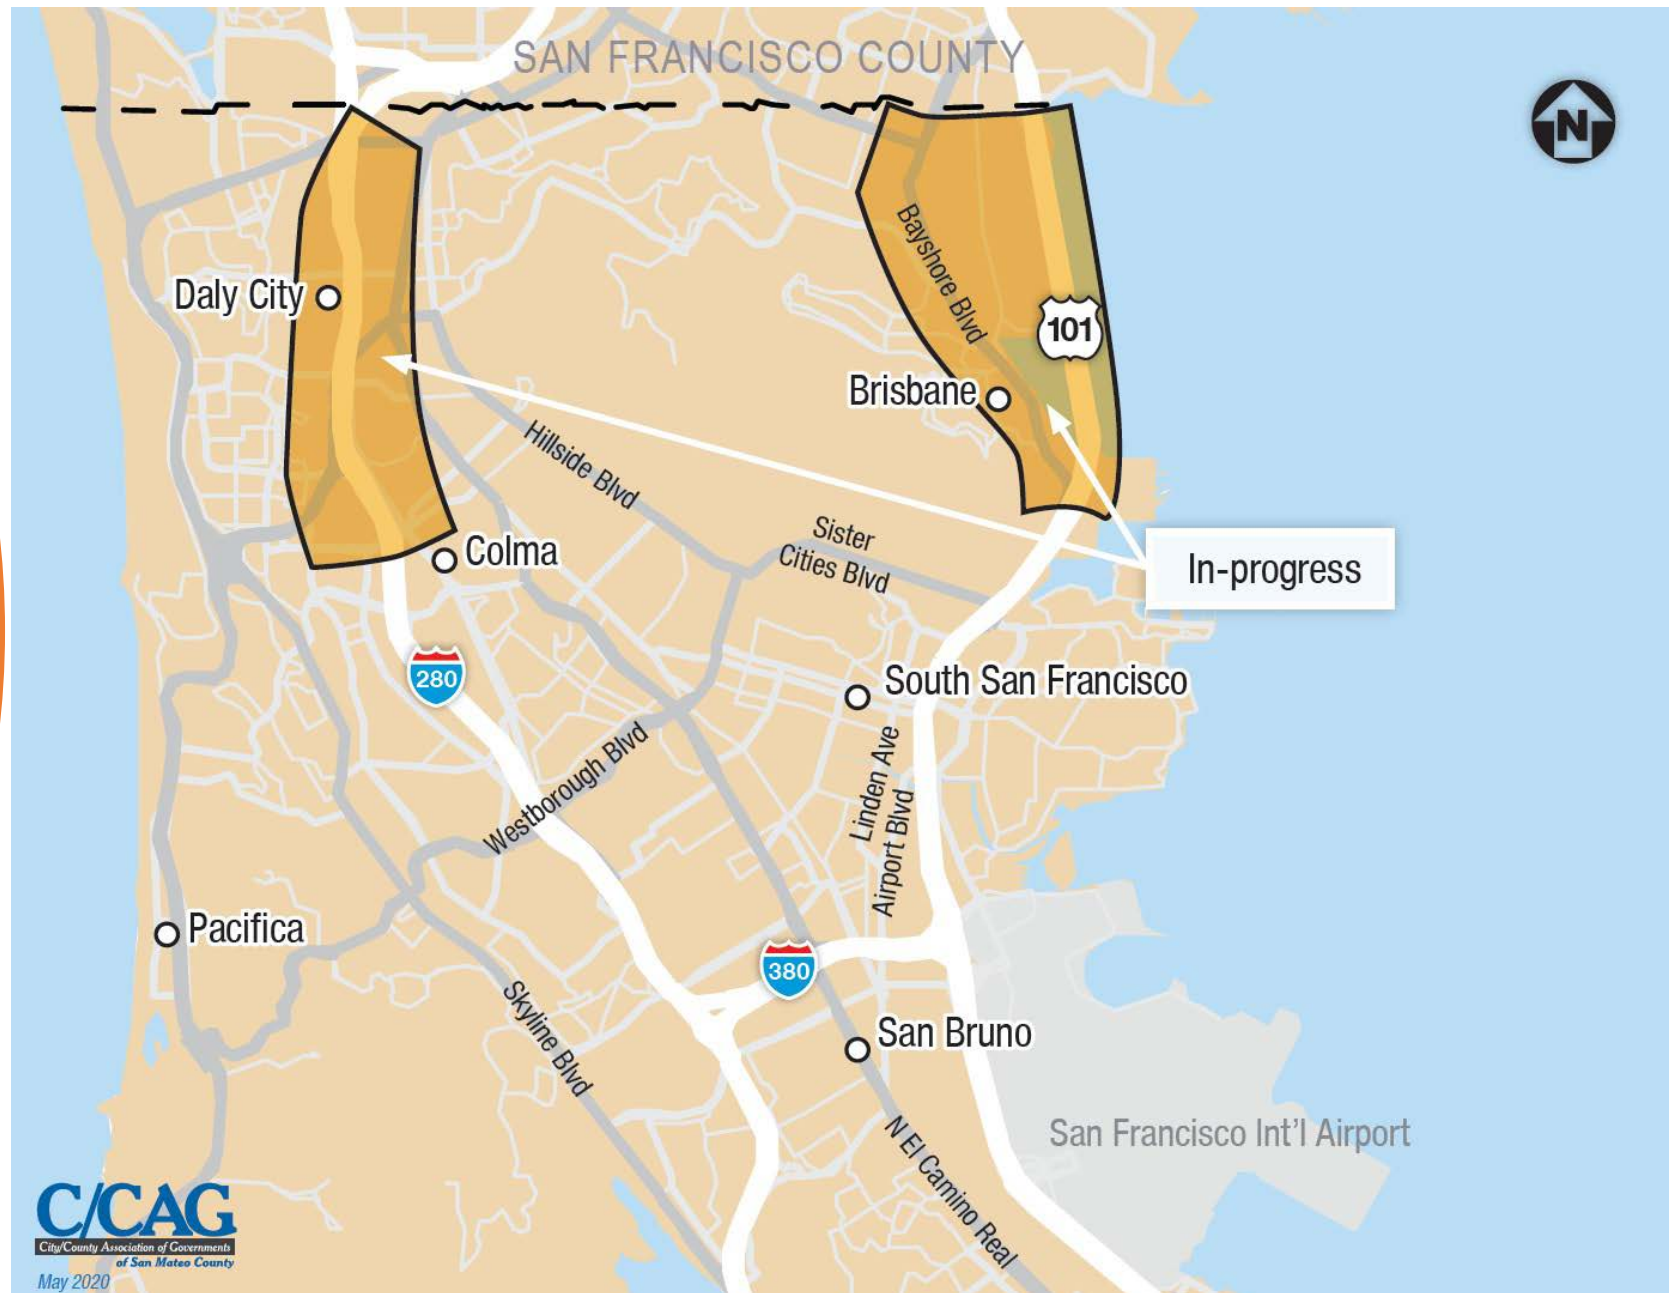 SAN FRANCISCO COUNTY
N
Bayshore Blvd
Daly City
101
Brisbane
Hillside Blvd
Sister
Cities Blvd
Colma
In-progress
280
South San Francisco
Westborough Blvd
Linden Ave
Airport Blvd
Pacifica
380
Skyline Blvd
San Bruno
N El Camino Real
San Francisco Int'l Airport
C/CAG
City/County Association of Governments
of San Mateo County
May 2020